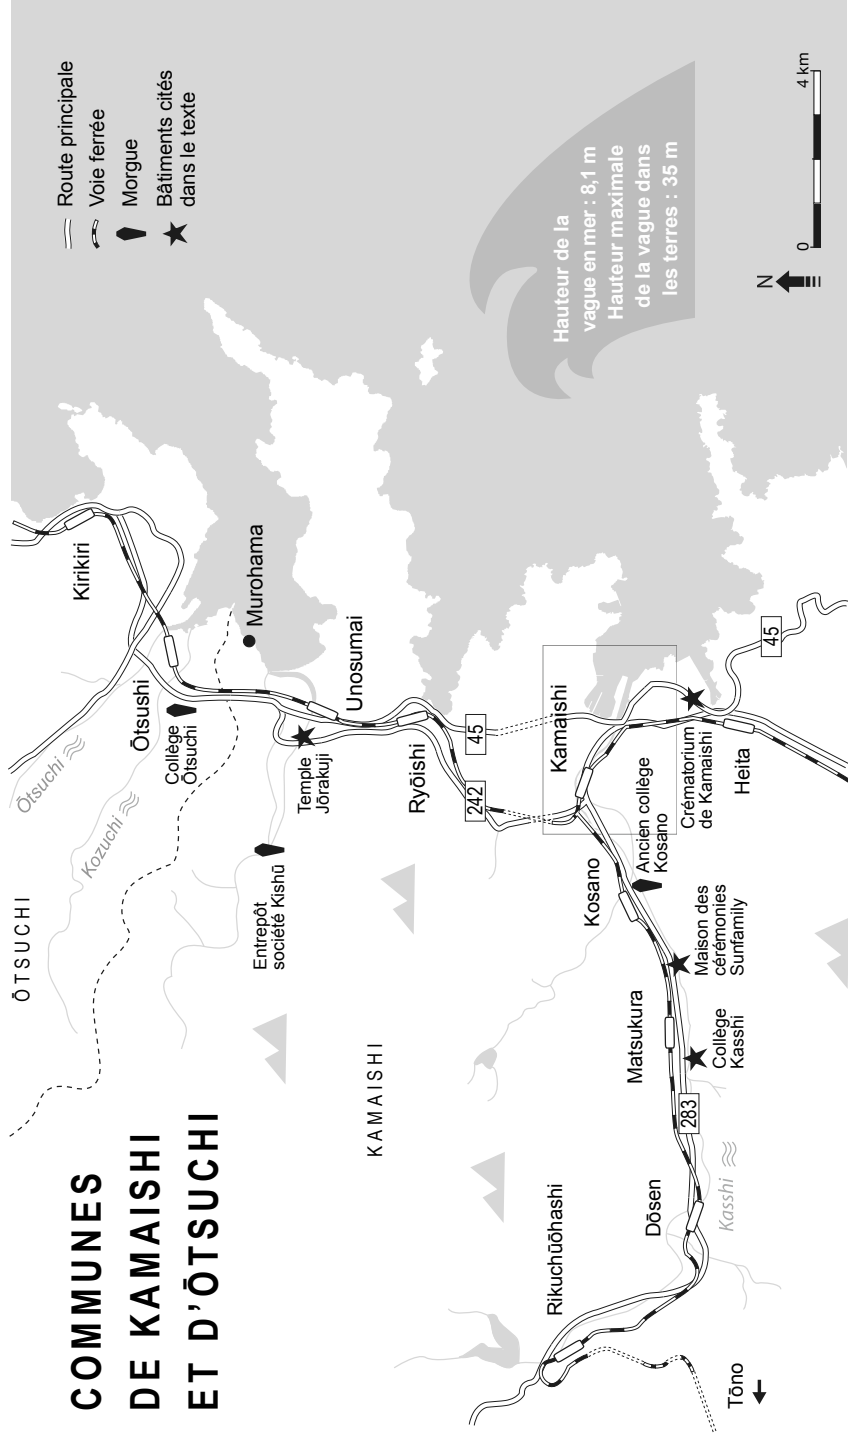 COMMUNES
DE KAMAISHI
ET D’ŌTSUCHI
Route principale
Voie ferrée
Morgue
Bâtiments cités
dans le texte
ŌTSUCHI
Ōtsuchi
Kozuchi
Kirikiri
Ōtsushi
Collège
Ōtsuchi
Murohama
Entrepôt
société Kishū
Temple
Jōrakuji
Unosumai
KAMAISHI
Ryōishi
45
242
Hauteur de la
vague en mer : 8,1 m
Hauteur maximale
de la vague dans
les terres : 35 m
Rikuchūōhashi
Dōsen
Matsukura
Kosano
Kamaishi
Ancien collège
Kosano
283
Collège
Kasshi
Maison des
cérémonies
Sunfamily
Crématorium
de Kamaishi
Heita
45
Kasshi
Tōno
N
0
4 km